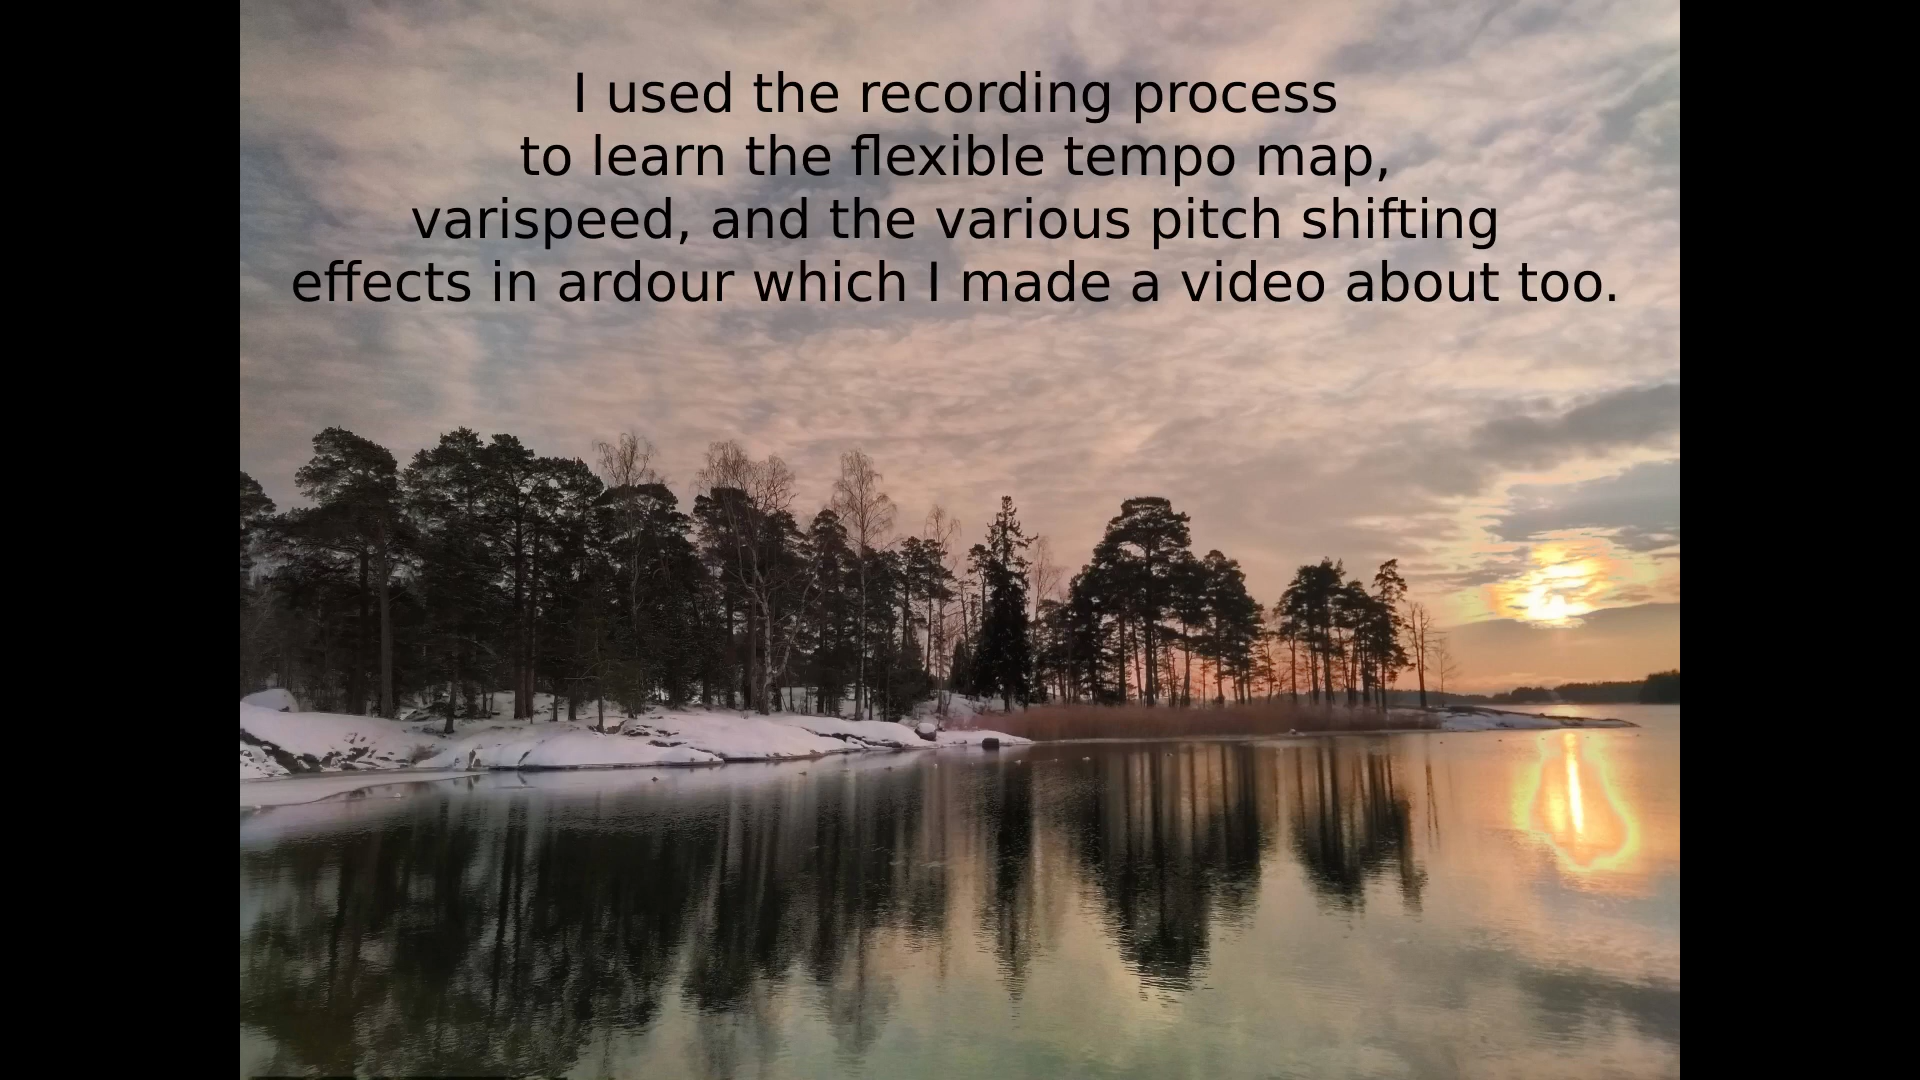 I used the recording process
to learn the flexible tempo map,
varispeed, and the various pitch shifting
effects in ardour which I made a video about too.